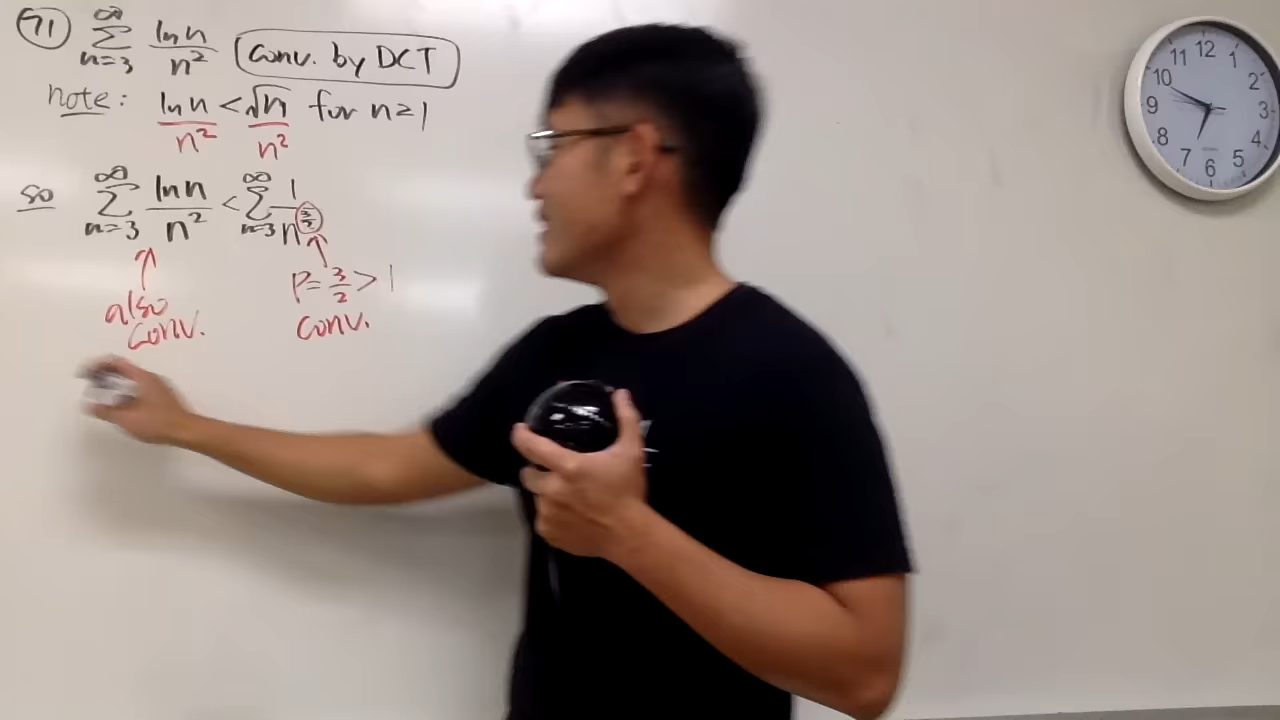 71 ∞∑n=3 ln n / n² conv. by DCT
note: ln n / n² < √n / n² for n ≥ 1
so ∞∑n=3 ln n / n² < ∞∑n=3 1 / n^(3/2)
p = 3/2 > 1
also conv. conv.
12 1 2 3 4 5 6 7 8 9 10 11